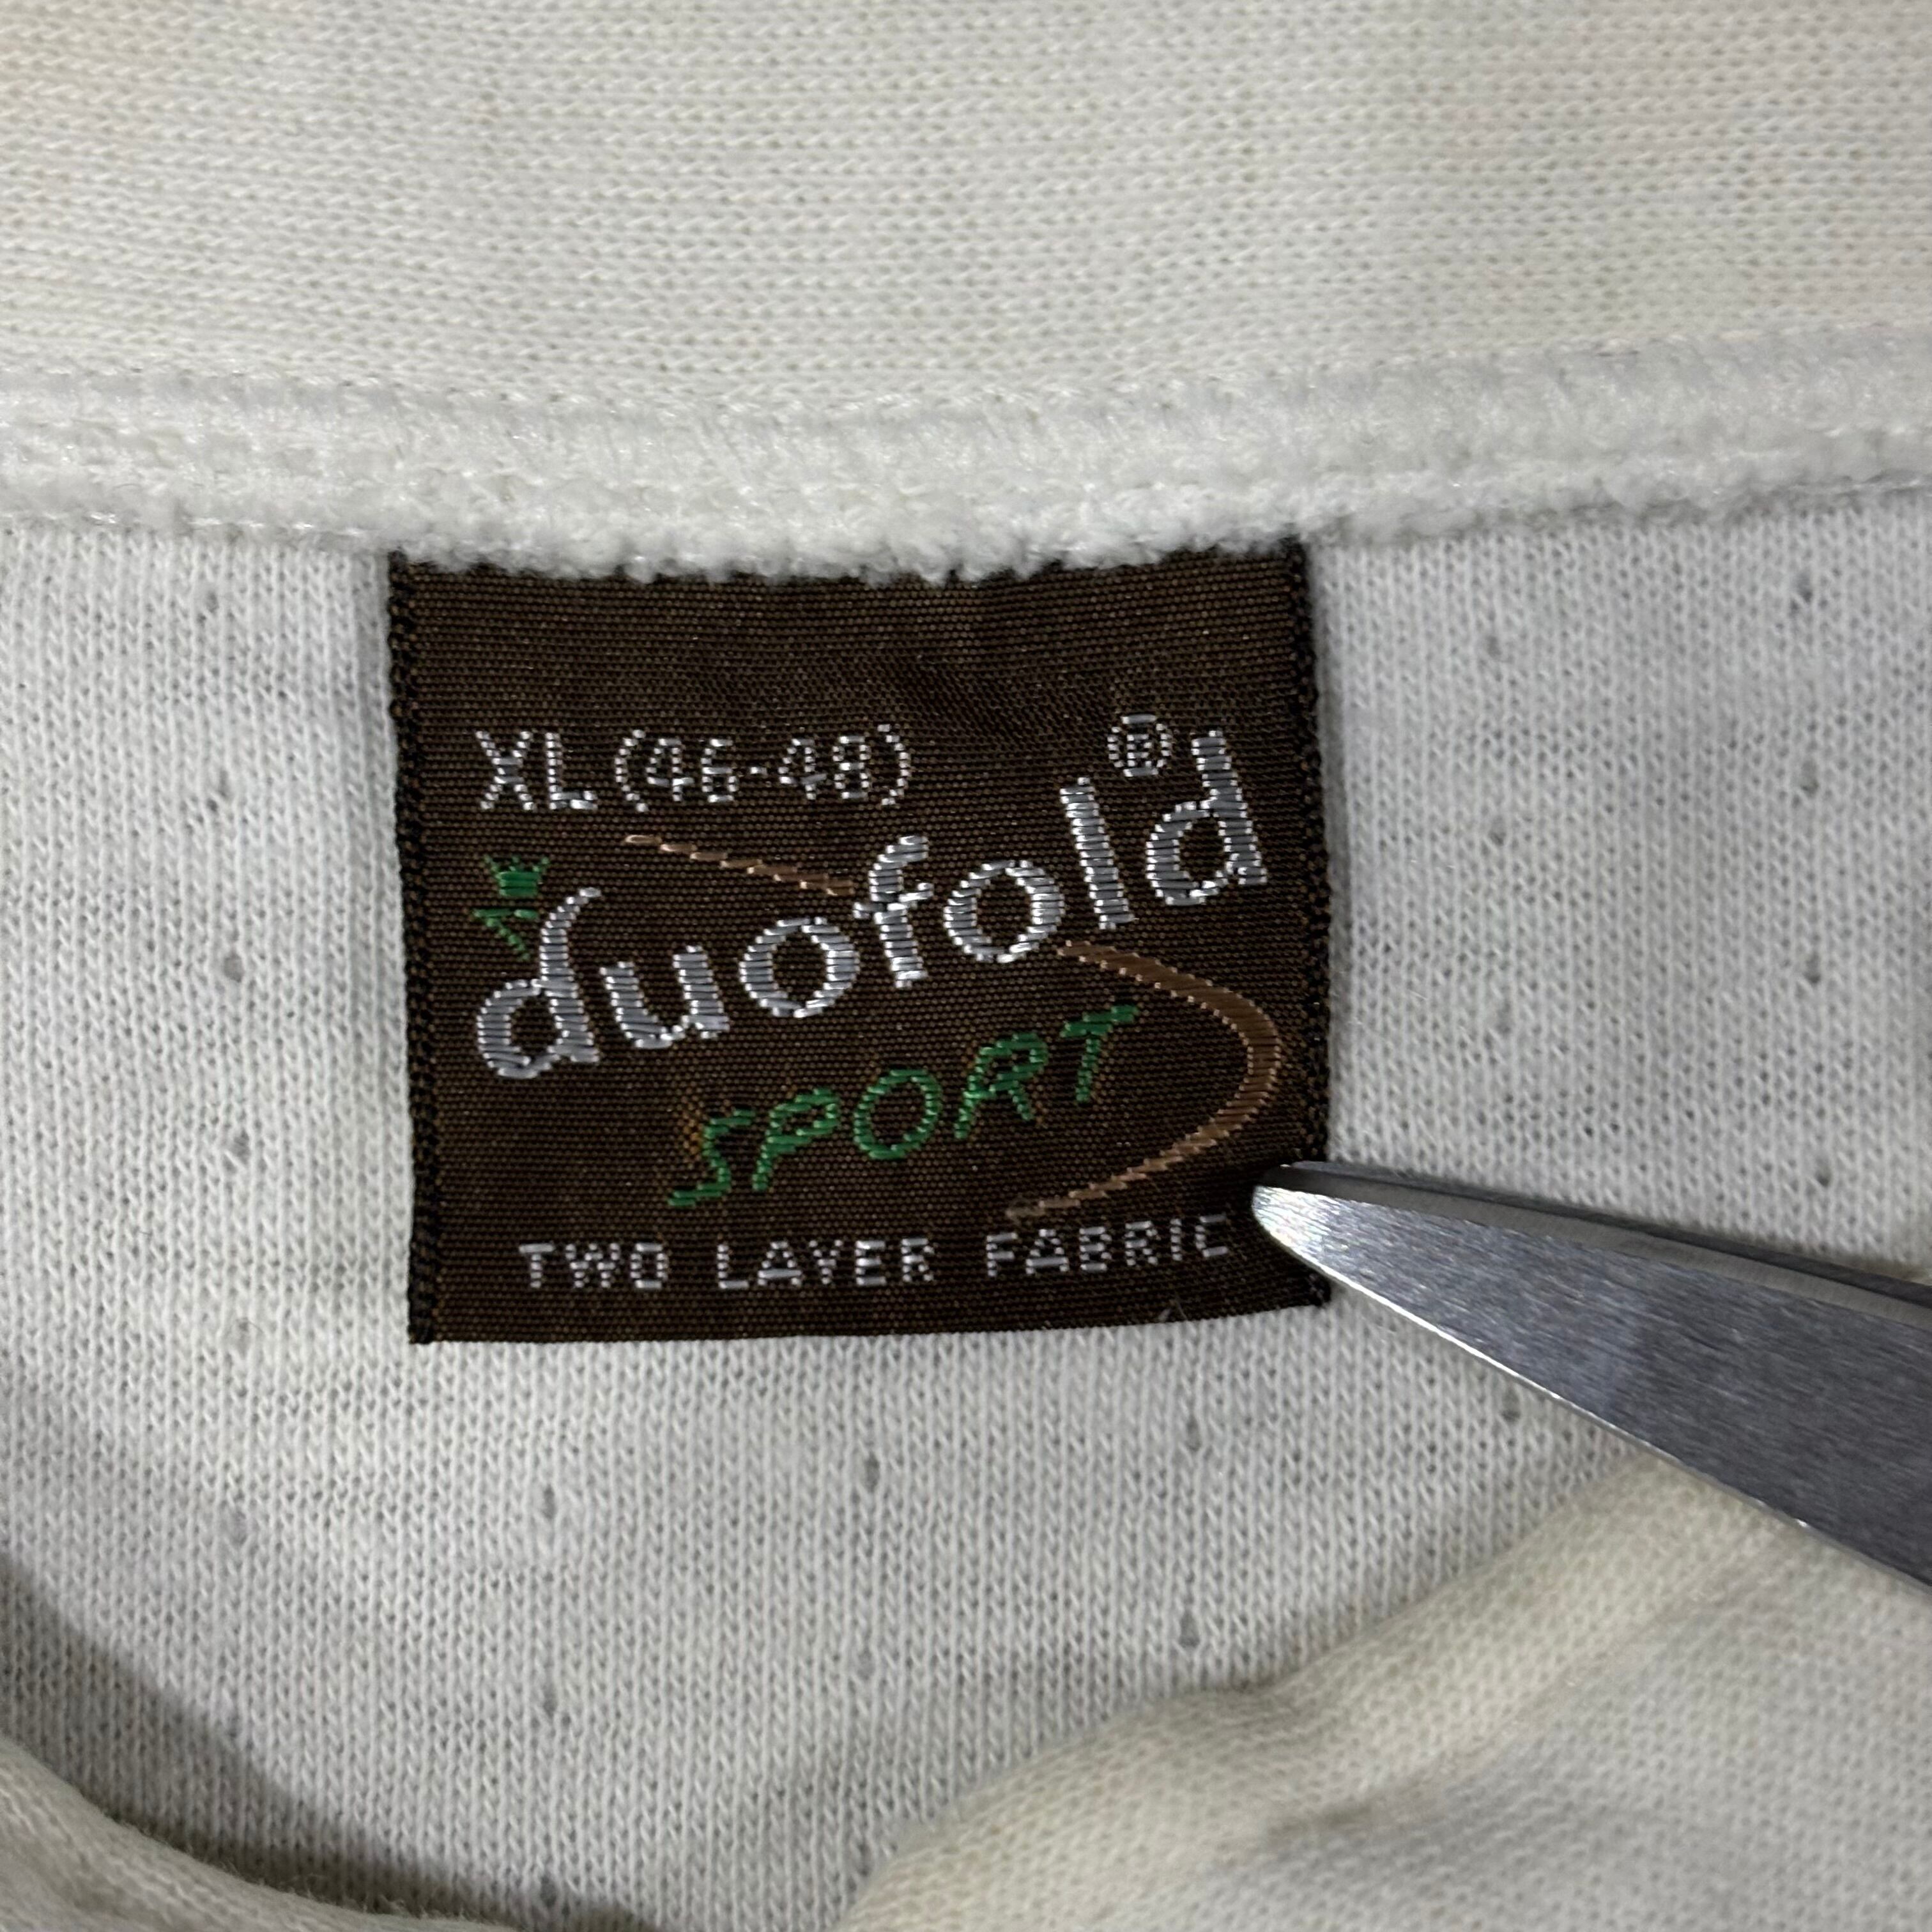 XL (46-48)
duofold®
SPORT
TWO LAYER FABRIC